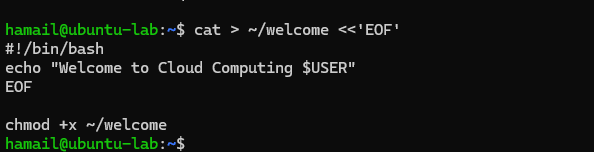 hamail@ubuntu-lab:~$ cat > ~/welcome <<'EOF'
#!/bin/bash
echo "Welcome to Cloud Computing $USER"
EOF
chmod +x ~/welcome
hamail@ubuntu-lab:~$